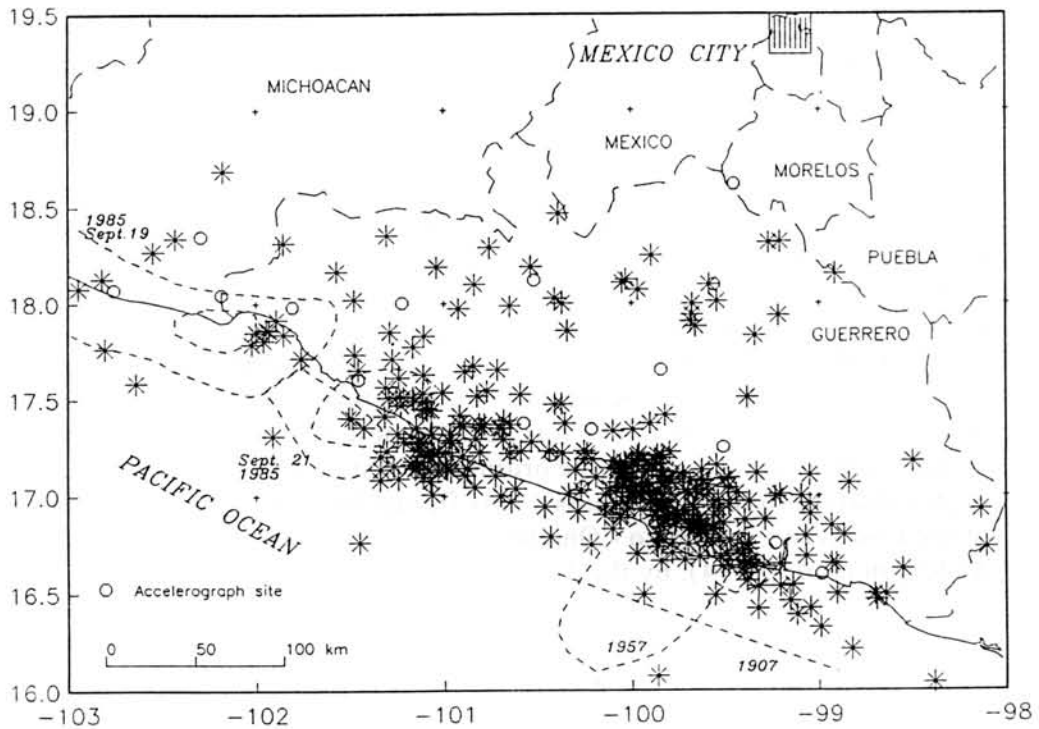 19.5
MEXICO CITY
MICHOACAN
19.0
MEXICO
MORELOS
18.5
1985
Sept.19
PUEBLA
18.0
GUERRERO
17.5
Sept. 21
1985
PACIFIC OCEAN
17.0
Accelerograph site
16.5
0 50 100 km
1957
1907
16.0
-103 -102 -101 -100 -99 -98